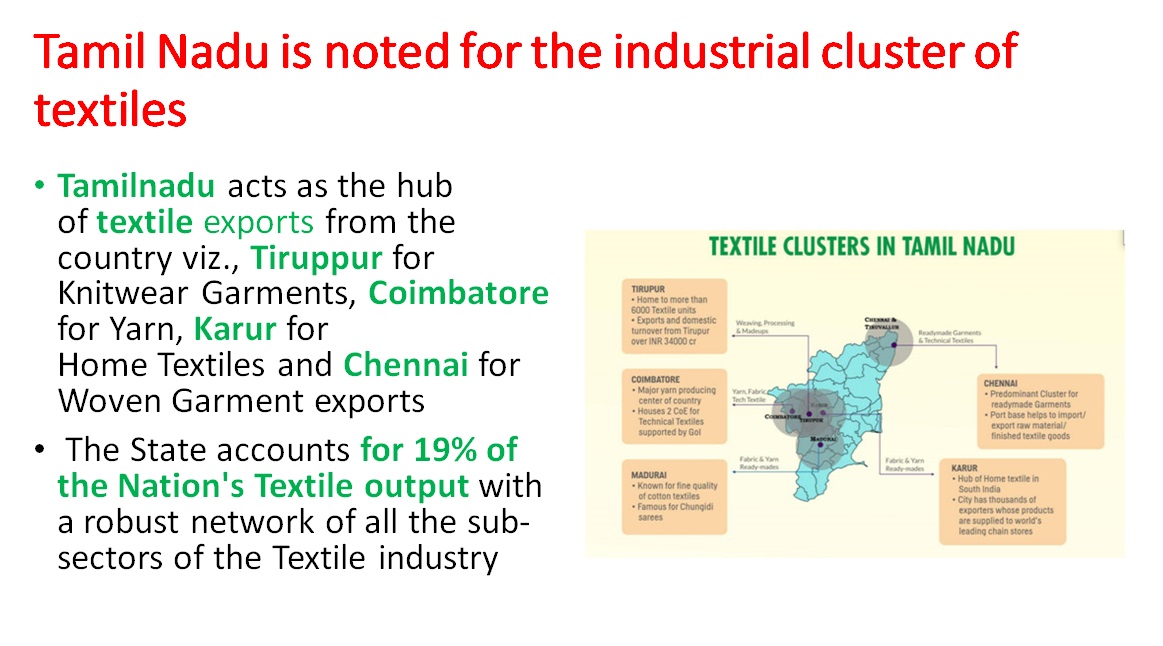 Tamil Nadu is noted for the industrial cluster of
textiles
• Tamilnadu acts as the hub
of textile exports from the
country viz., Tiruppur for
Knitwear Garments, Coimbatore
for Yarn, Karur for
Home Textiles and Chennai for
Woven Garment exports
• The State accounts for 19% of
the Nation's Textile output with
a robust network of all the sub-
sectors of the Textile industry
TEXTILE CLUSTERS IN TAMIL NADU
TIRUPUR
• Home to more than
6000 Textile units
• Exports and domestic
turnover from Tirupur
over INR 34000 cr
Weaving, Processing
& Madeups
COIMBATORE
• Major yarn producing
center of country
• Houses 2 CoE for
Technical Textiles
supported by GoI
Yarn, Fabric,
Tech Textile
MADURAI
• Known for fine quality
of cotton textiles
• Famous for Chungidi
sarees
Fabric & Yarn
Ready-mades
CHENNAI &
TIRUVALLUR
COIMBATORE
TIRUPUR
MADURAI
Readymade Garments
& Technical Textiles
CHENNAI
• Predominant Cluster for
readymade Garments
• Port base helps to import/
export raw material/
finished textile goods
Fabric & Yarn
Ready-mades
KARUR
• Hub of Home textile in
South India
• City has thousands of
exporters whose products
are supplied to world's
leading chain stores